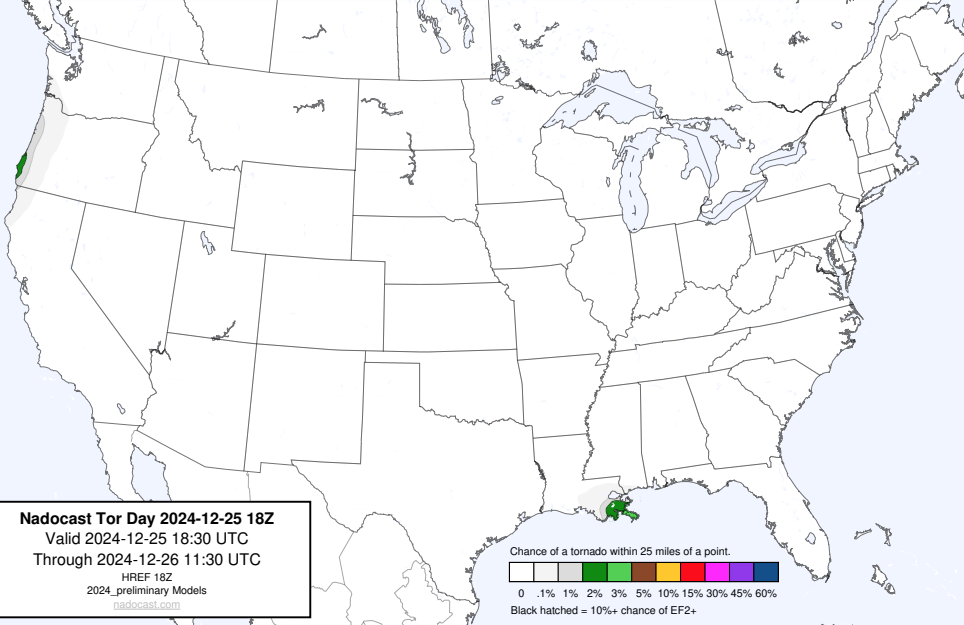 Nadocast Tor Day 2024-12-25 18Z
Valid 2024-12-25 18:30 UTC
Through 2024-12-26 11:30 UTC
HREF 18Z
2024_preliminary Models
nadocast.com
Chance of a tornado within 25 miles of a point.
0 .1% 1% 2% 3% 5% 10% 15% 30% 45% 60%
Black hatched = 10%+ chance of EF2+